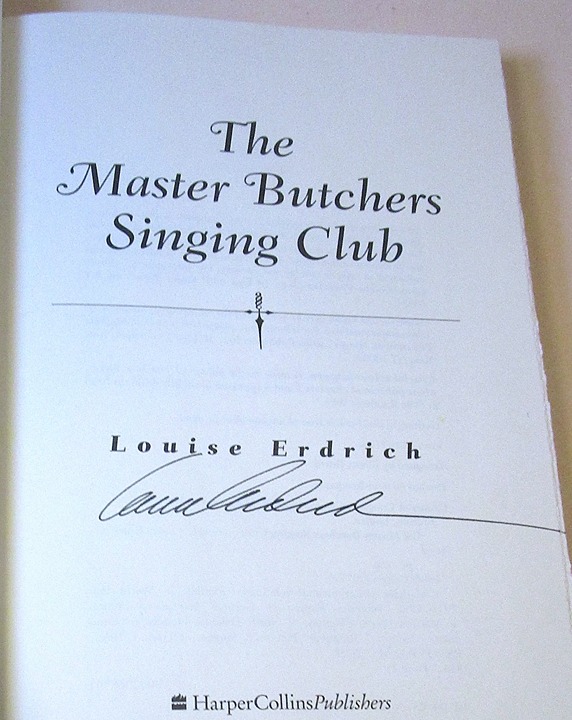 The
Master Butchers
Singing Club
Louise Erdrich
HarperCollinsPublishers